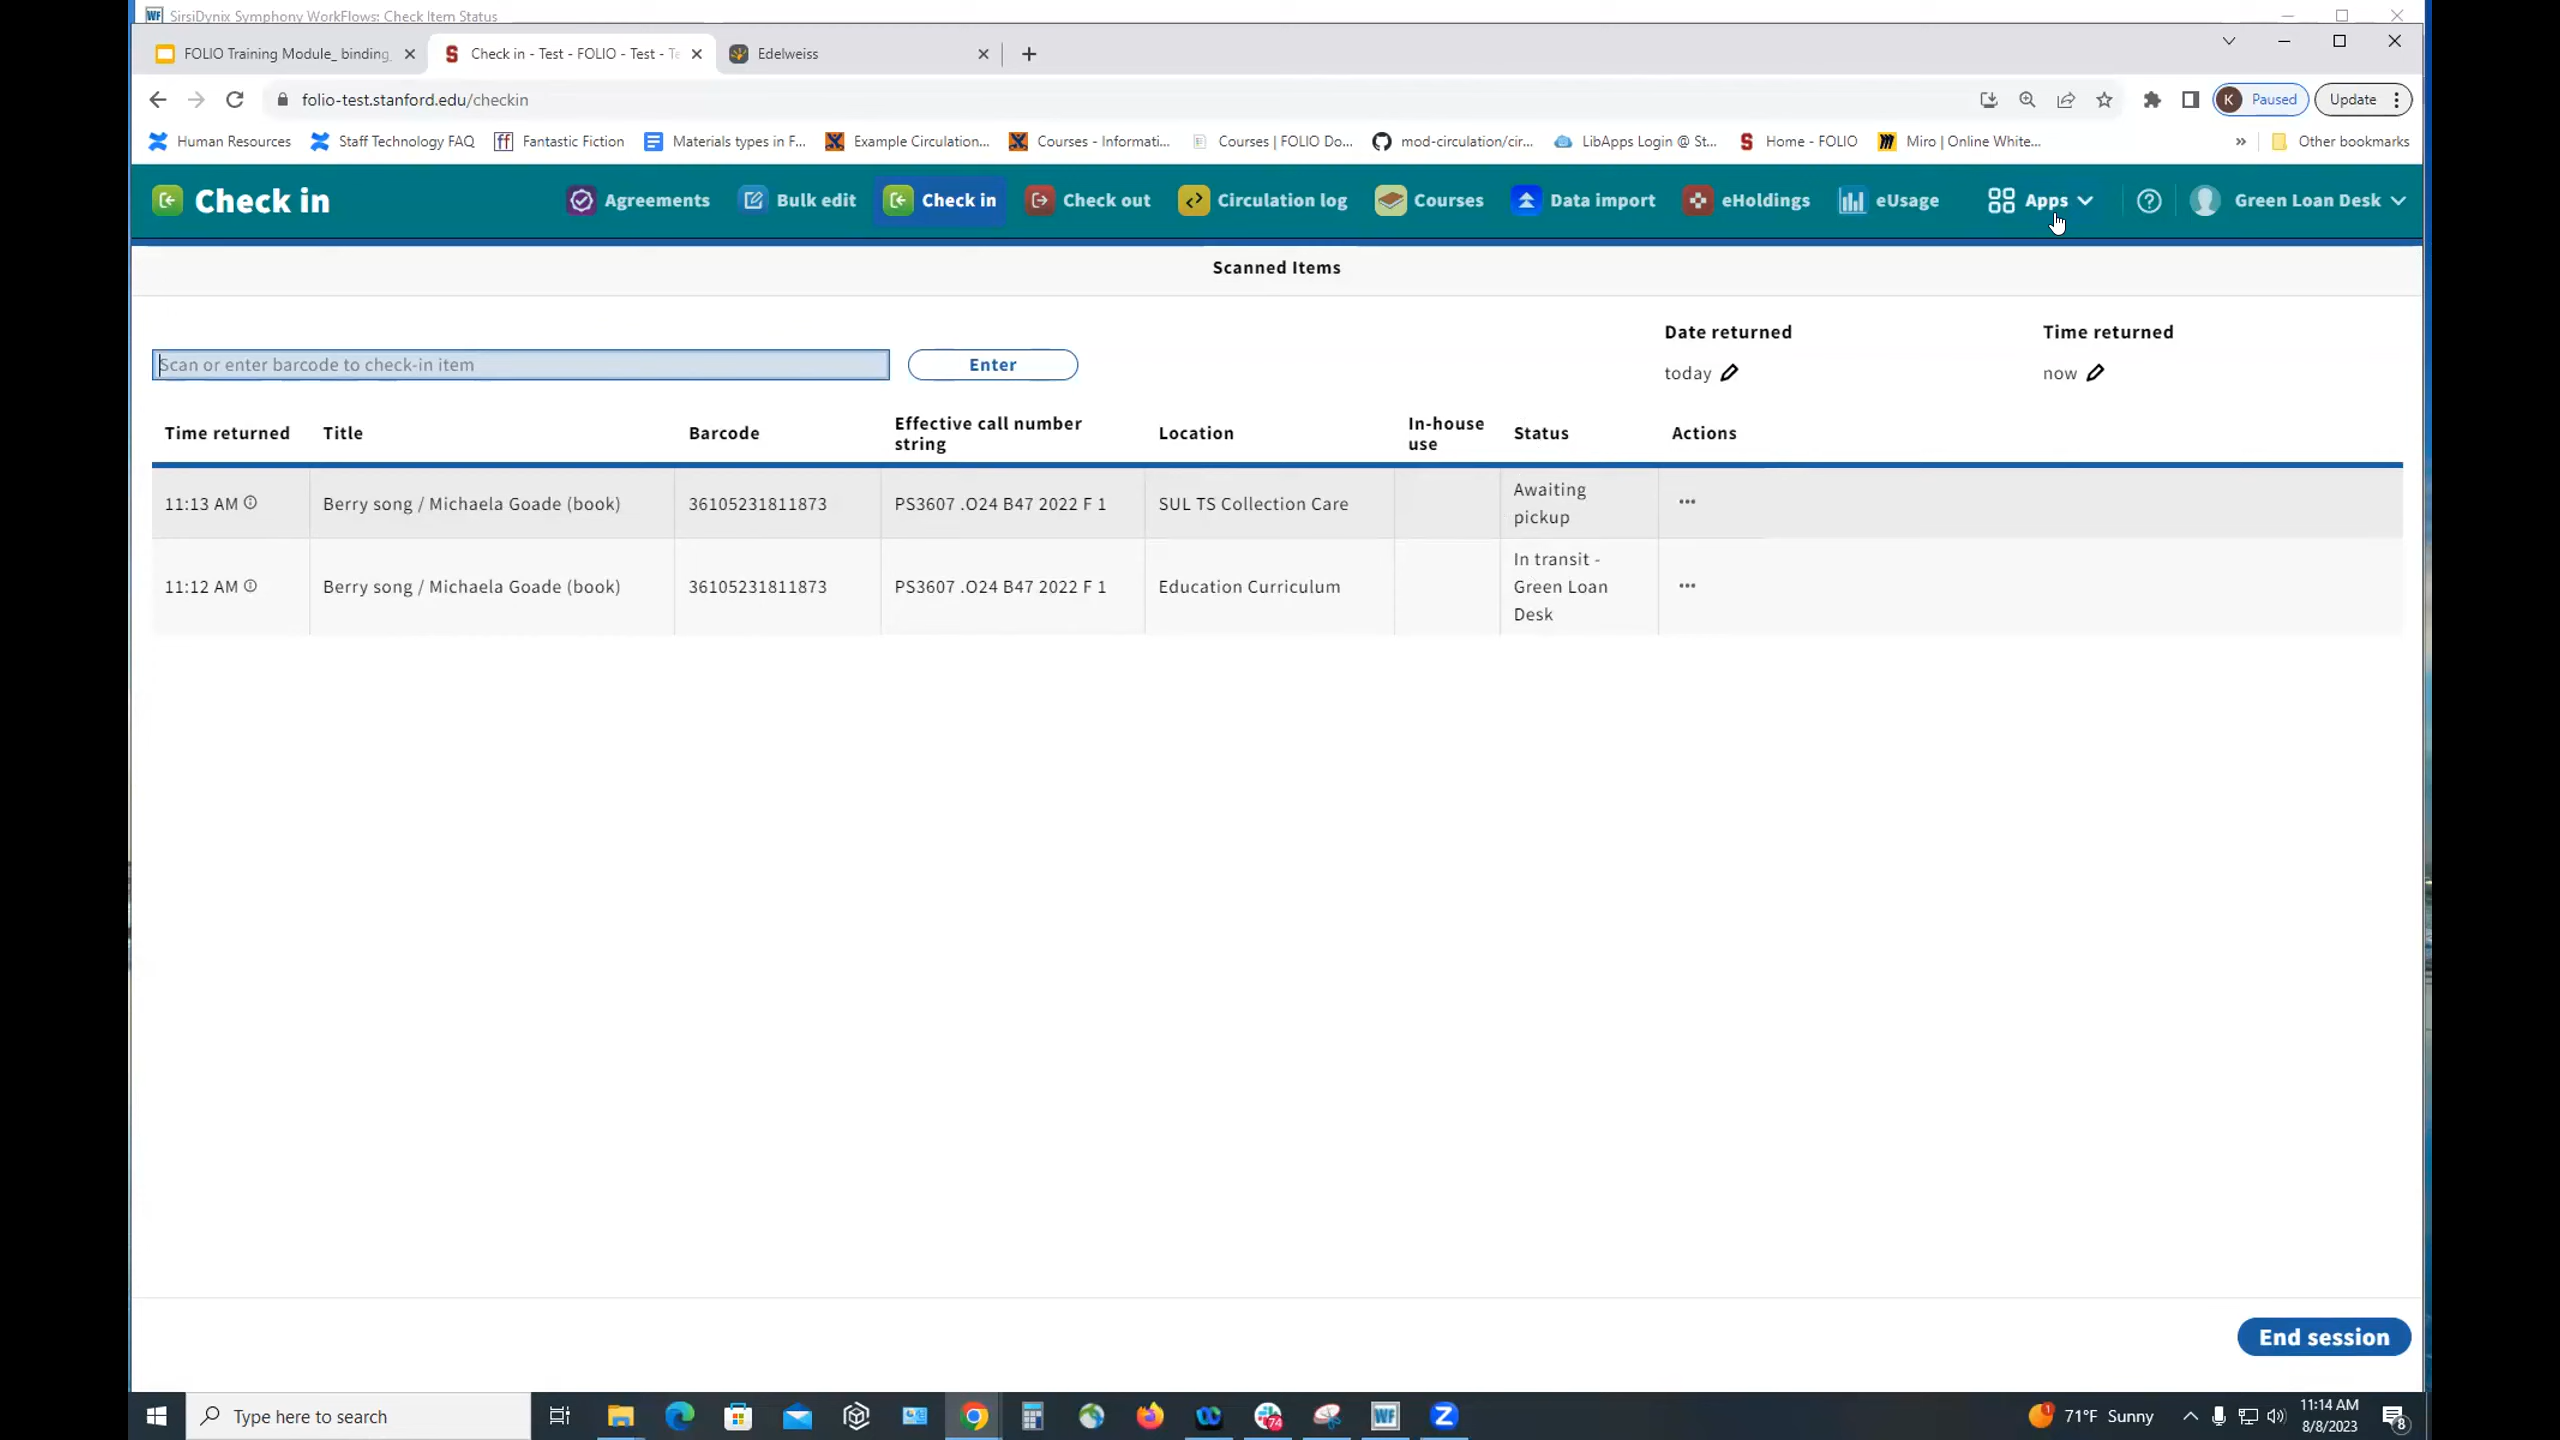 SirsiDynix Symphony WorkFlows: Check Item Status
FOLIO Training Module_ binding
Check in - Test - FOLIO - Test - Te
Edelweiss
folio-test.stanford.edu/checkin
K Paused
Update
Human Resources
Staff Technology FAQ
Fantastic Fiction
Materials types in F...
Example Circulation...
Courses - Informati...
Courses | FOLIO Do...
mod-circulation/cir...
LibApps Login @ St...
Home - FOLIO
Miro | Online White...
»
Other bookmarks
Check in
Agreements
Bulk edit
Check in
Check out
Circulation log
Courses
Data import
eHoldings
eUsage
Apps
Green Loan Desk
Scanned Items
Scan or enter barcode to check-in item
Enter
Date returned
today
Time returned
now
Time returned
Title
Barcode
Effective call number
string
Location
In-house
use
Status
Actions
11:13 AM
Berry song / Michaela Goade (book)
36105231811873
PS3607 .O24 B47 2022 F 1
SUL TS Collection Care
Awaiting
pickup
•••
11:12 AM
Berry song / Michaela Goade (book)
36105231811873
PS3607 .O24 B47 2022 F 1
Education Curriculum
In transit -
Green Loan
Desk
•••
End session
Type here to search
74
WF
Z
1
71°F Sunny
11:14 AM
8/8/2023
8